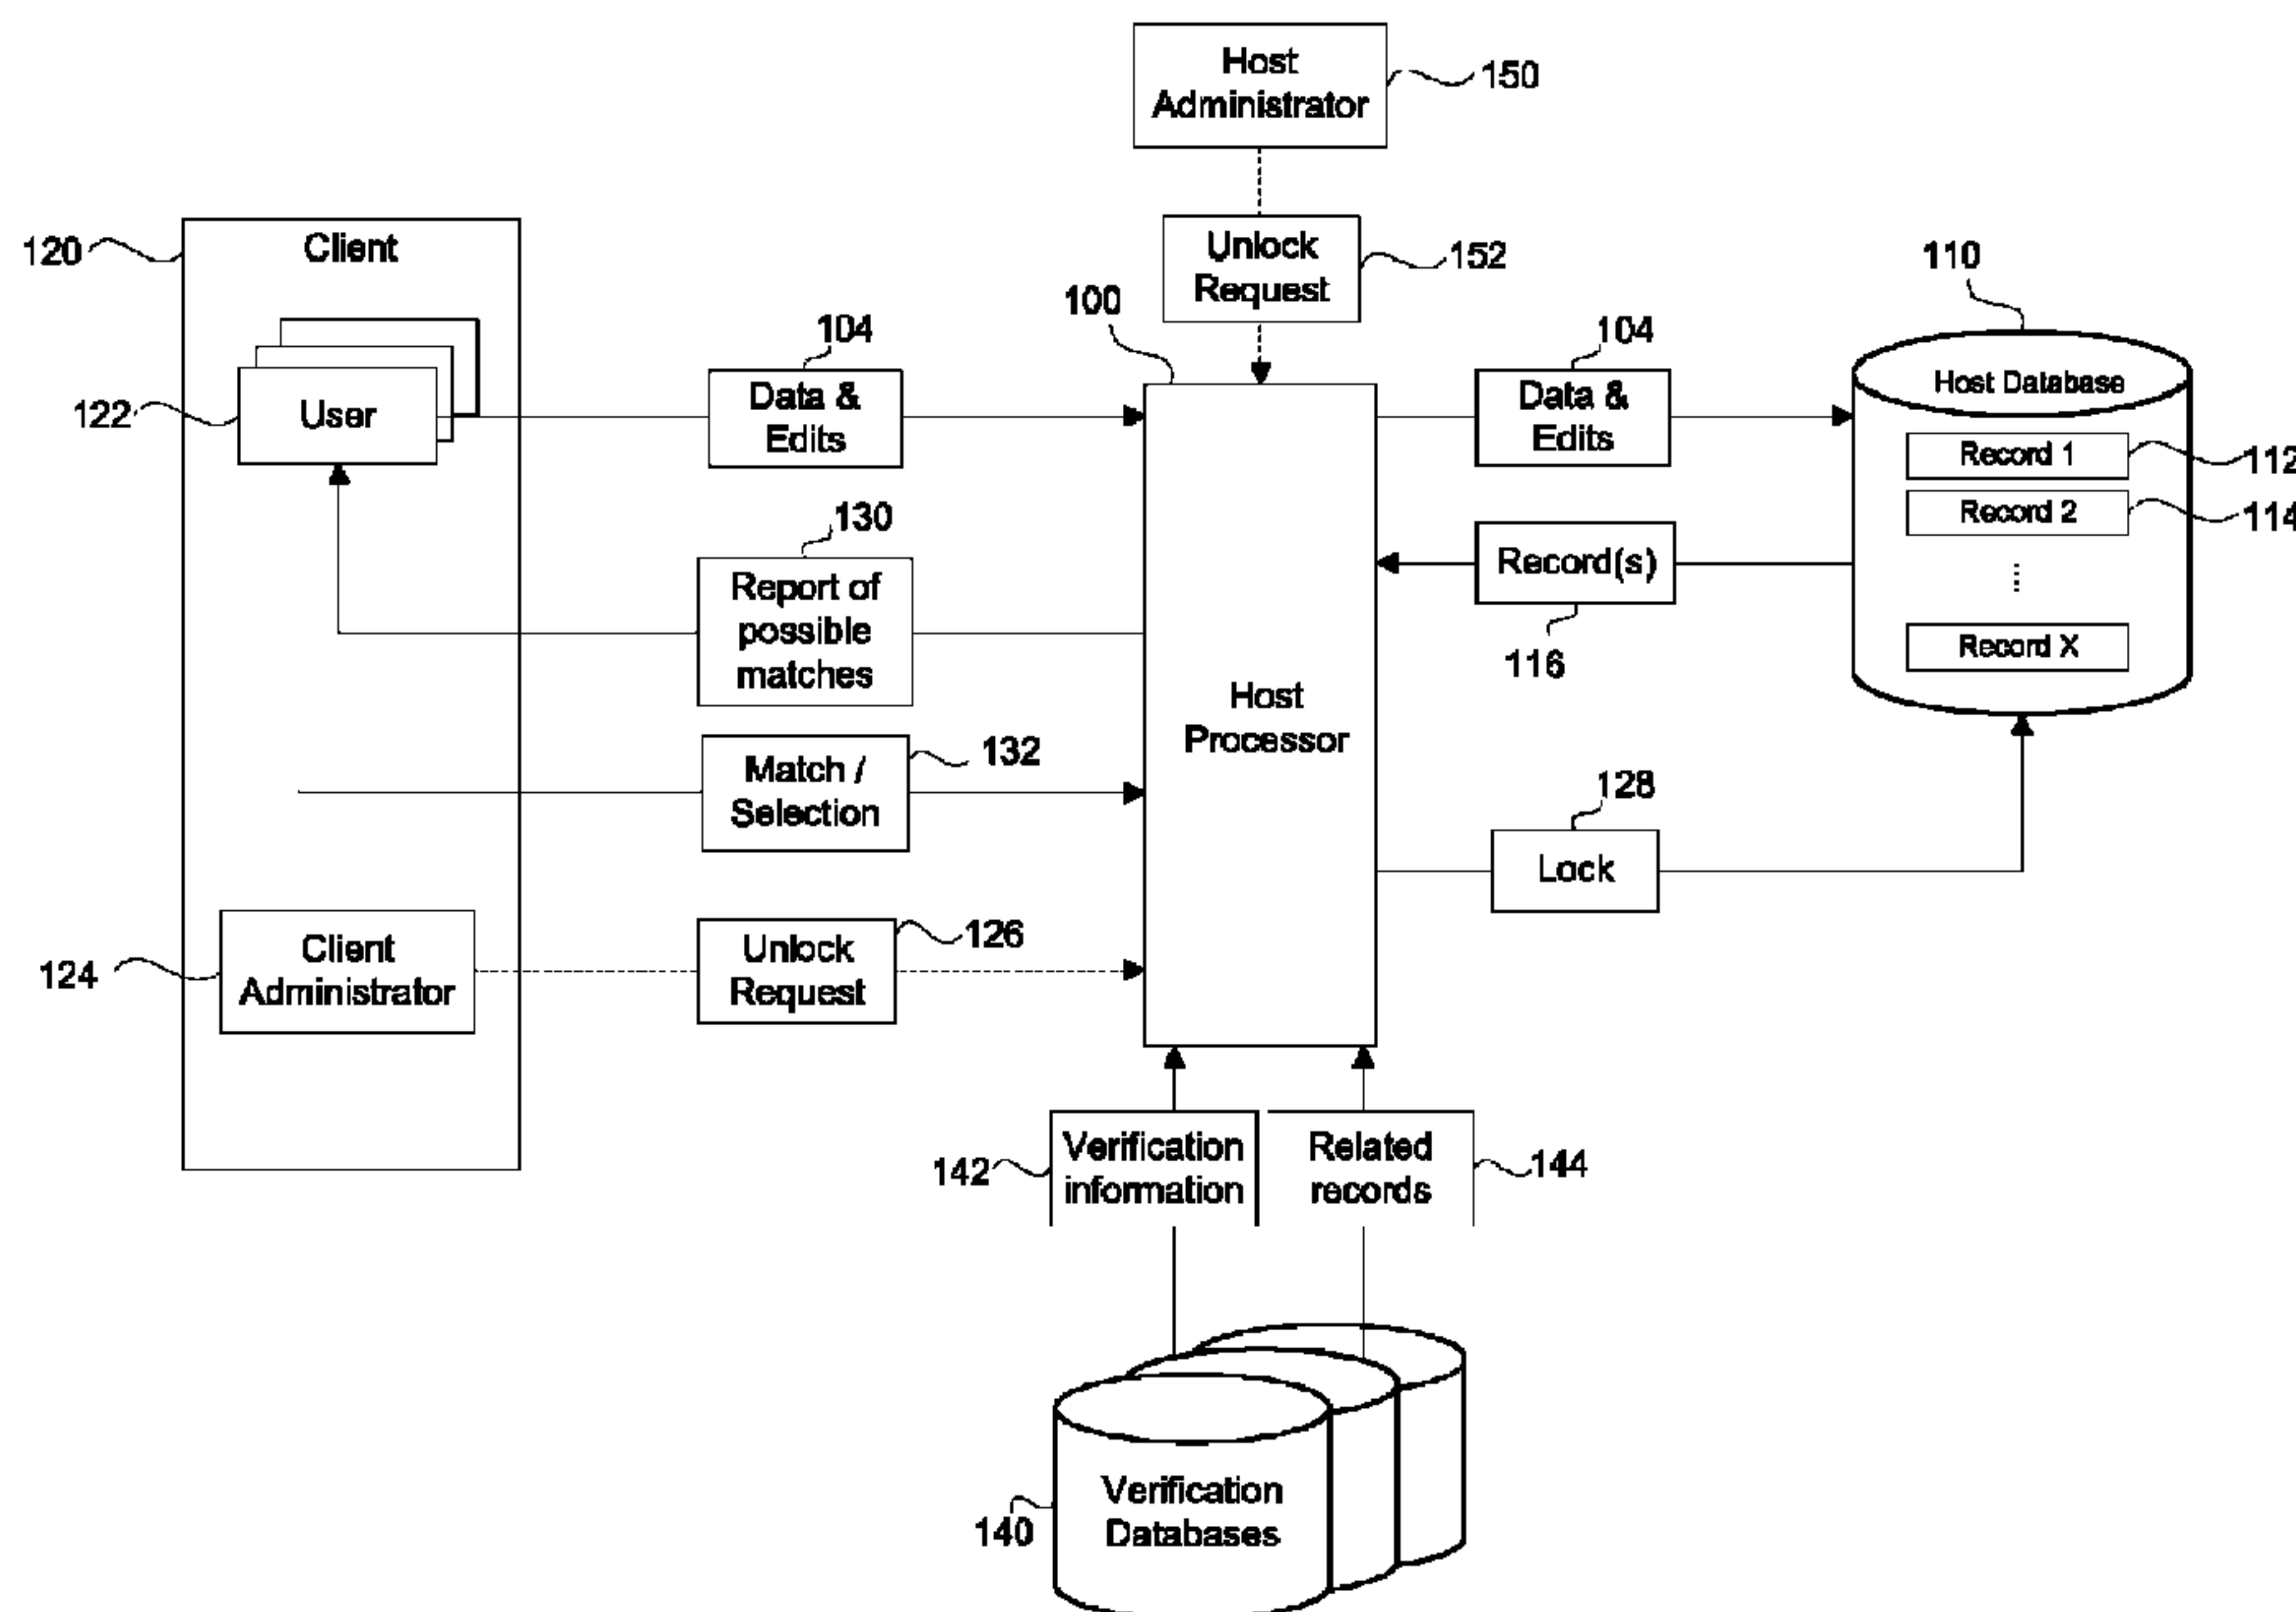 Host
Administrator
150
Unlock
Request
152
120
Client
100
110
104
Data &
Edits
104
Data &
Edits
Host Database
122
User
Record 1
112
Record 2
114
Record X
130
Report of
possible
matches
Record(s)
116
Host
Processor
Match /
Selection
132
128
Lock
124
Client
Administrator
Unlock
Request
126
142
Verification
information
Related
records
144
140
Verification
Databases